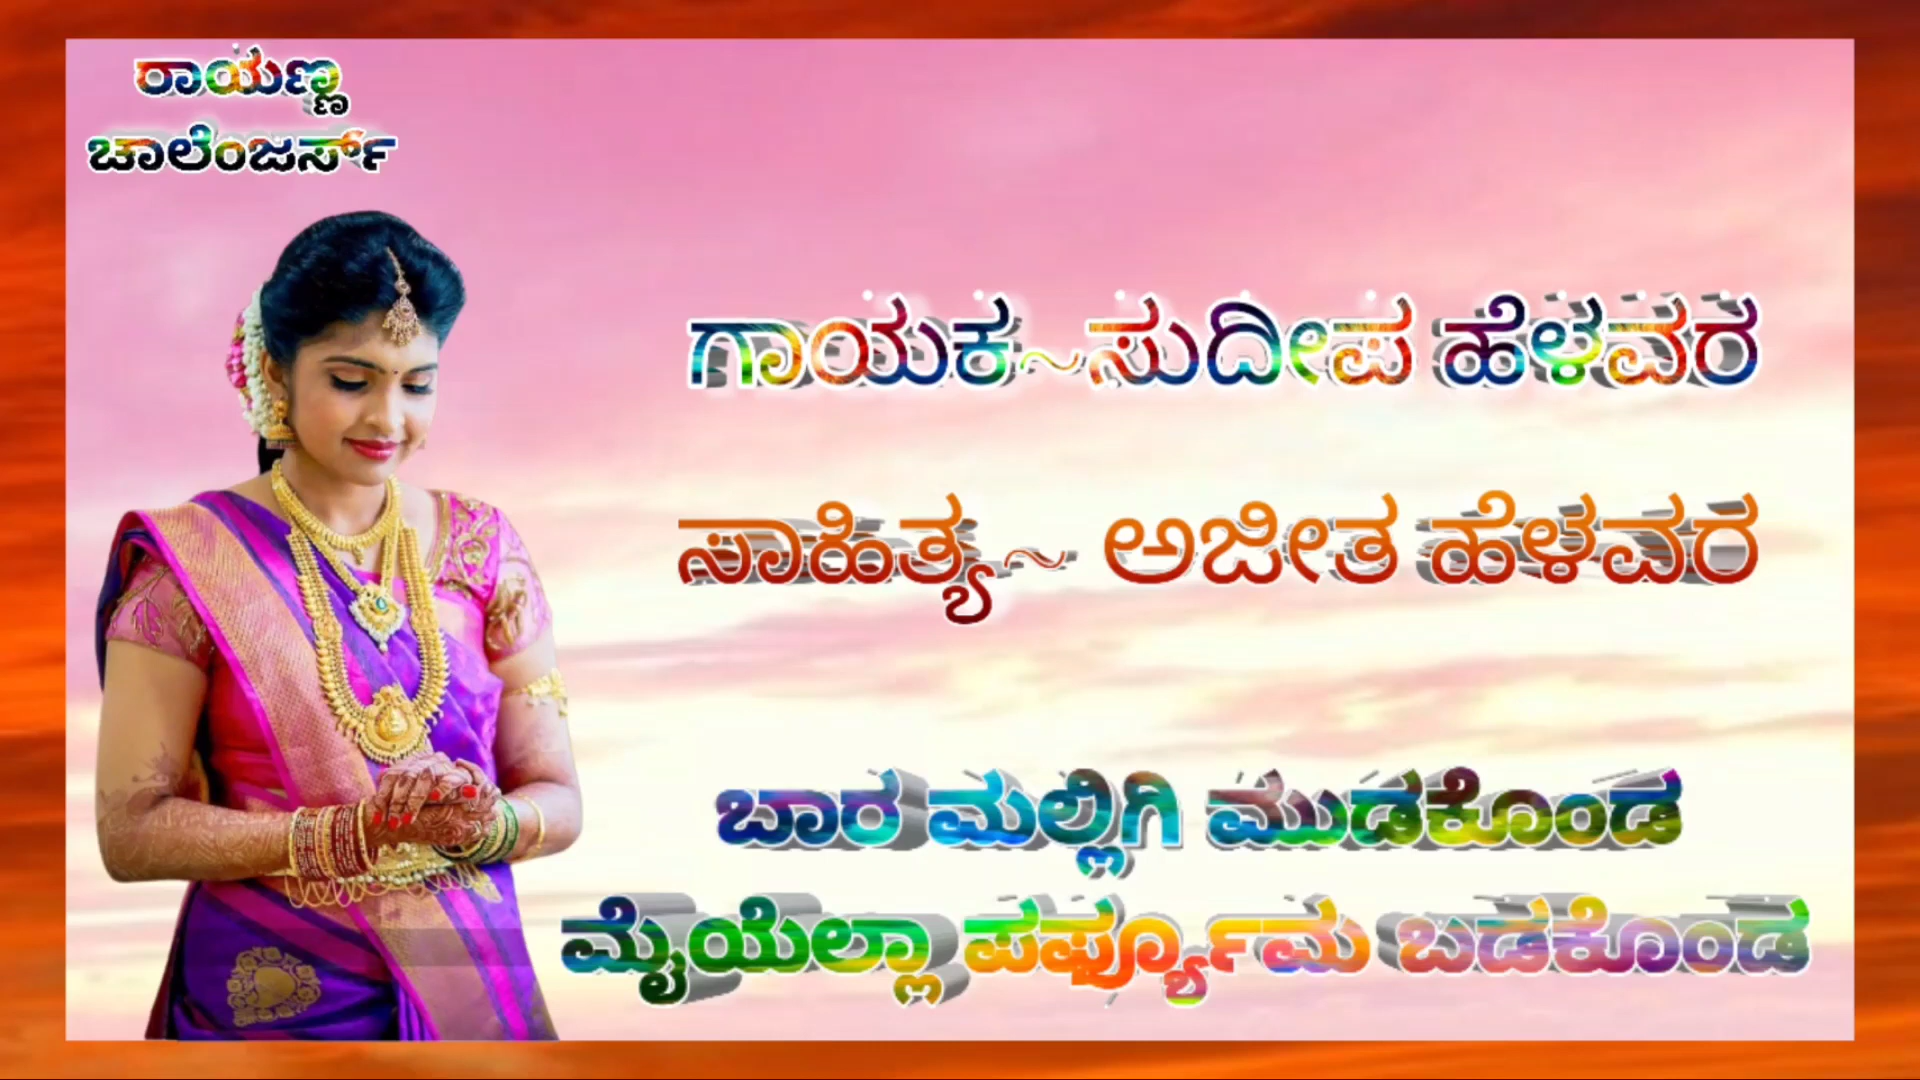 ರಾಯಣ್ಣ
ಚಾಲೆಂಜರ್ಸ್
ಗಾಯಕ~ಸುದೀಪ ಹೆಳವರ
ಸಾಹಿತ್ಯ~ ಅಜೀತ ಹೆಳವರ
ಬಾರ ಮಲ್ಲಿಗಿ ಮುಡಕೊಂಡ
ಮೈಯೆಲ್ಲಾ ಪರ್ಫ್ಯೂಮ ಬಡಕೊಂಡ